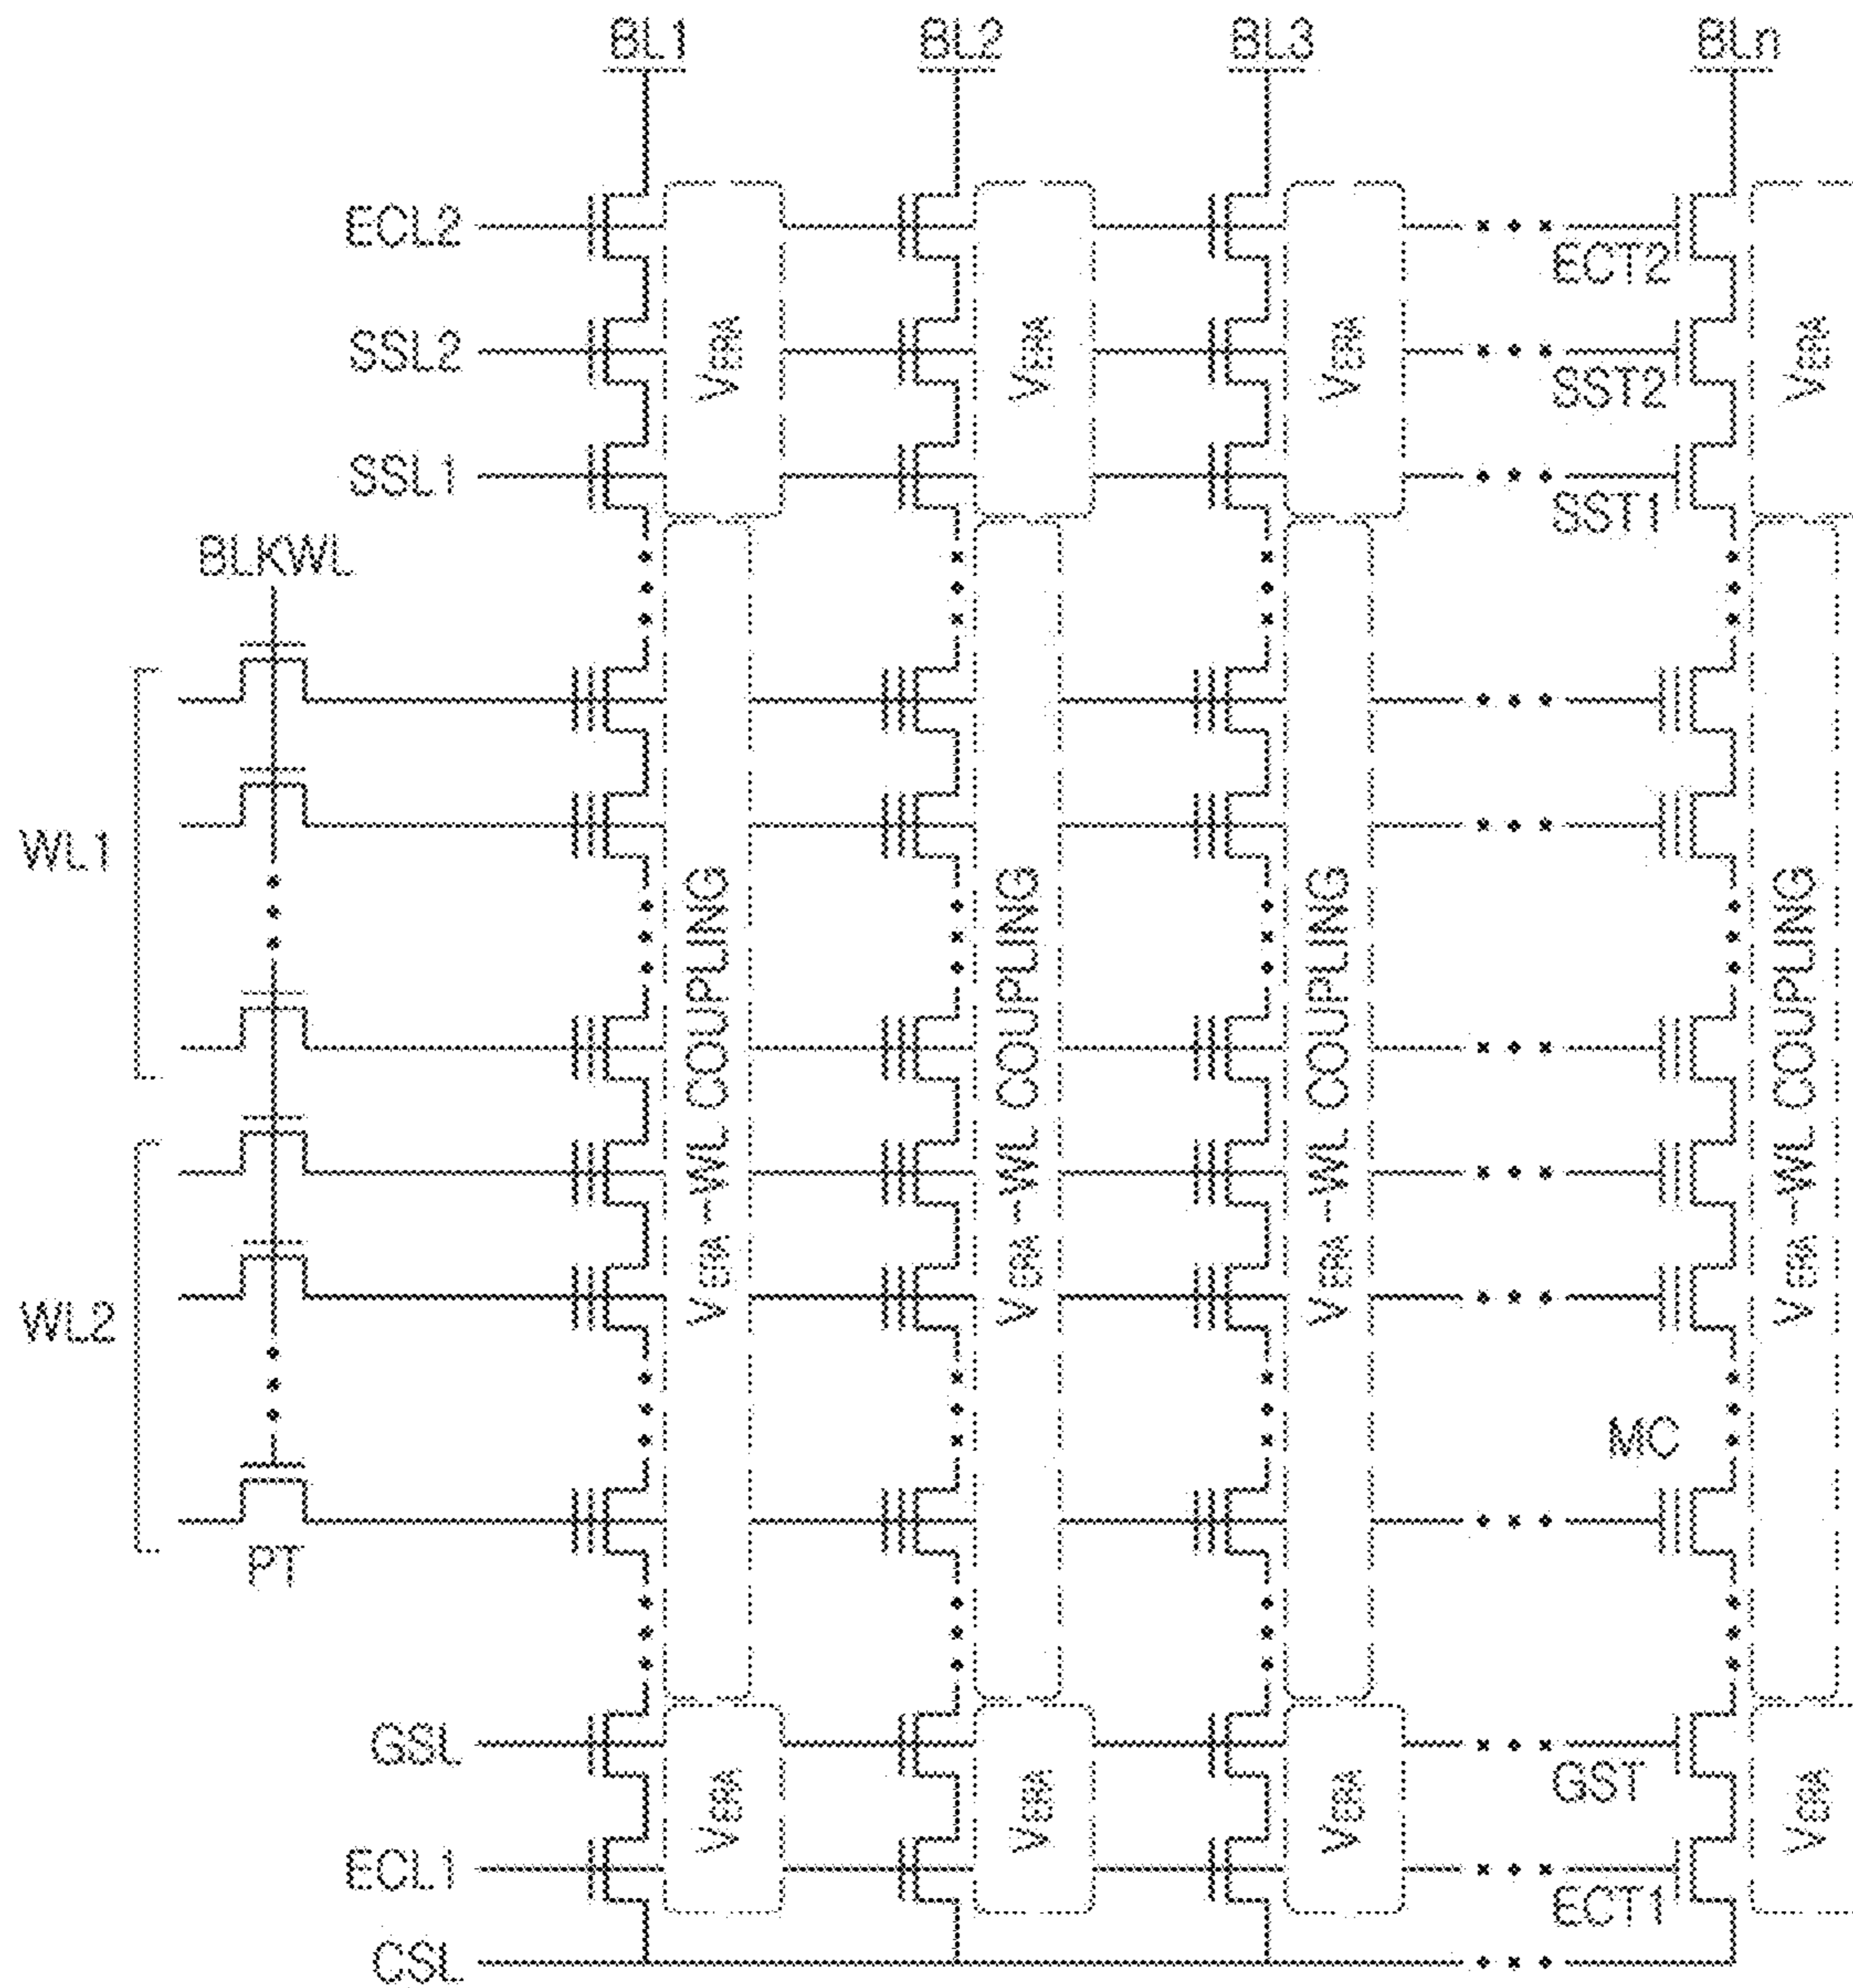 BL1 BL2 BL3 BLn
ECL2
ECT2
SSL2
VERA VERA VERA VERA
SST2
SSL1
SST1
BLKWL
WL1
VERA-WL COUPLING VERA-WL COUPLING VERA-WL COUPLING VERA-WL COUPLING
WL2
MC
PT
GSL
GST
VERA VERA VERA VERA
ECL1
ECT1
CSL